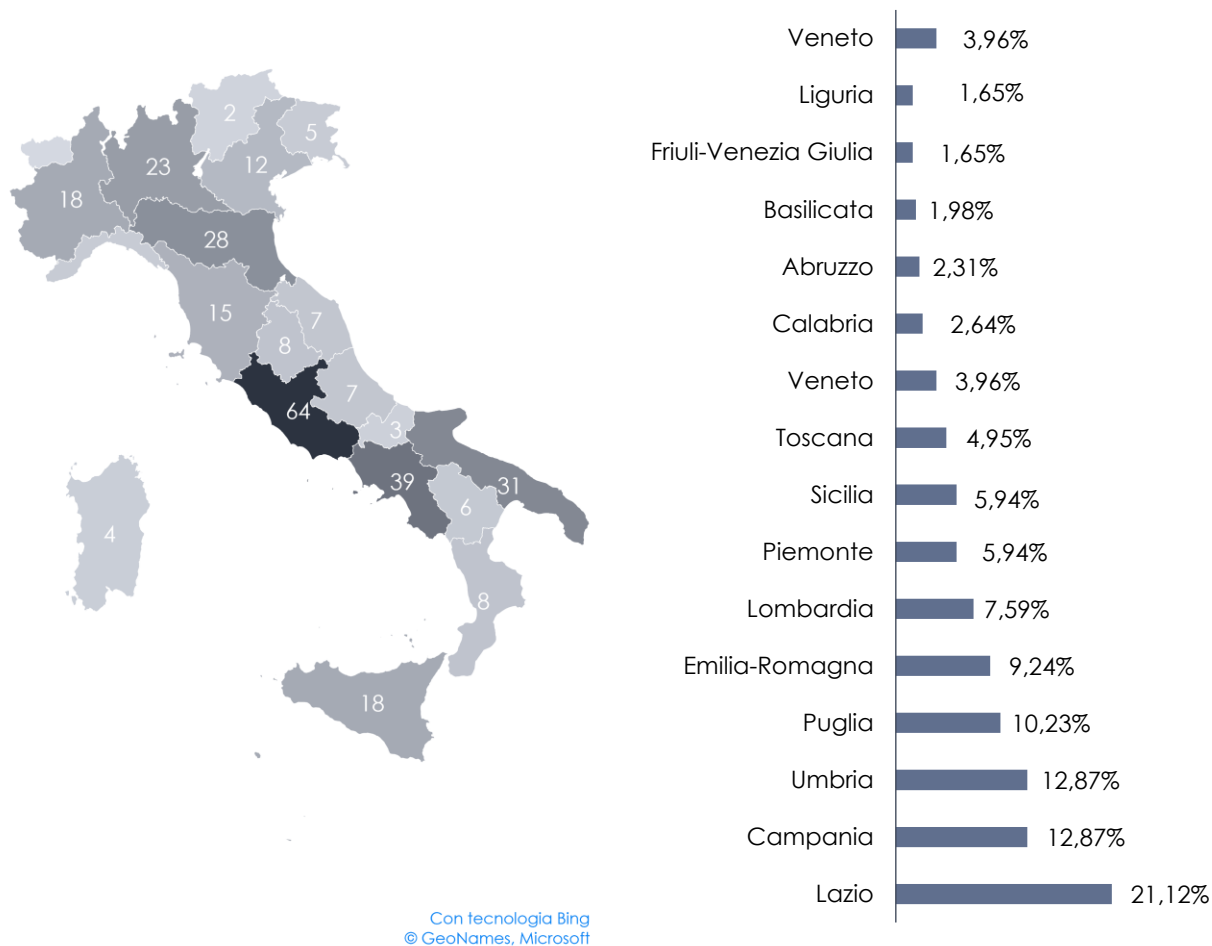 2
5
23
12
18
28
15
7
8
7
64
3
39
31
6
4
8
18
Con tecnologia Bing
© GeoNames, Microsoft
Veneto 3,96%
Liguria 1,65%
Friuli-Venezia Giulia 1,65%
Basilicata 1,98%
Abruzzo 2,31%
Calabria 2,64%
Veneto 3,96%
Toscana 4,95%
Sicilia 5,94%
Piemonte 5,94%
Lombardia 7,59%
Emilia-Romagna 9,24%
Puglia 10,23%
Umbria 12,87%
Campania 12,87%
Lazio 21,12%